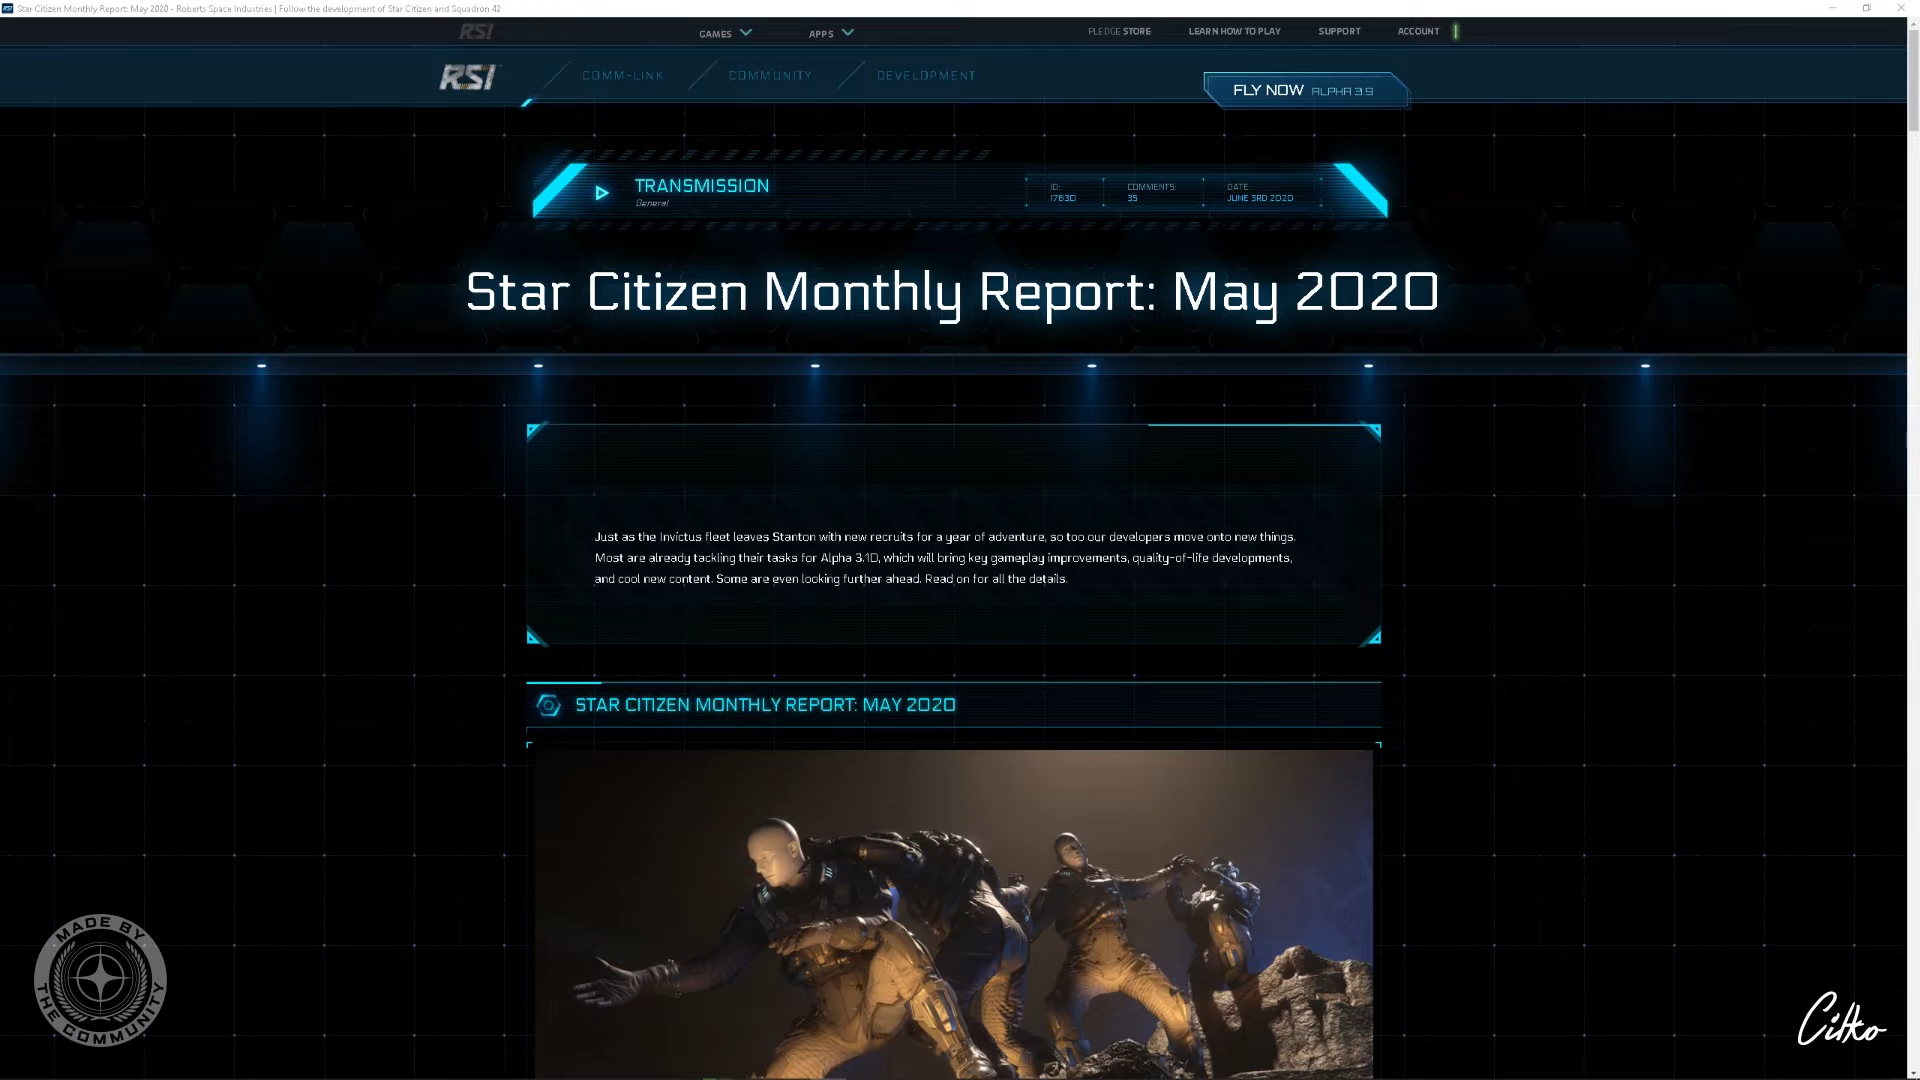 Star Citizen Monthly Report: May 2020 - Roberts Space Industries | Follow the development of Star Citizen and Squadron 42
RSI
GAMES
APPS
PLEDGE STORE
LEARN HOW TO PLAY
SUPPORT
ACCOUNT
RSI
COMM-LINK
COMMUNITY
DEVELOPMENT
FLY NOW ALPHA 3.9
TRANSMISSION
General
ID:
17630
COMMENTS:
35
DATE:
JUNE 3RD 2020
Star Citizen Monthly Report: May 2020
Just as the Invictus fleet leaves Stanton with new recruits for a year of adventure, so too our developers move onto new things.
Most are already tackling their tasks for Alpha 3.10, which will bring key gameplay improvements, quality-of-life developments,
and cool new content. Some are even looking further ahead. Read on for all the details.
STAR CITIZEN MONTHLY REPORT: MAY 2020
MADE BY
THE COMMUNITY